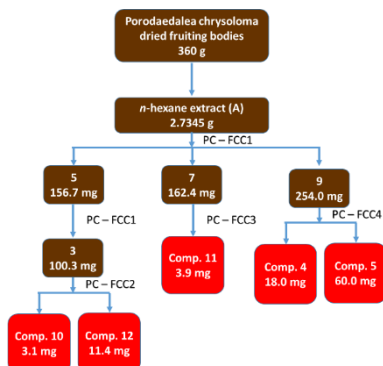 Porodaedalea chrysoloma
dried fruiting bodies
360 g
n-hexane extract (A)
2.7345 g
PC – FCC1
5
156.7 mg
7
162.4 mg
9
254.0 mg
PC – FCC1
PC – FCC3
PC – FCC4
3
100.3 mg
Comp. 11
3.9 mg
Comp. 4
18.0 mg
Comp. 5
60.0 mg
PC – FCC2
Comp. 10
3.1 mg
Comp. 12
11.4 mg